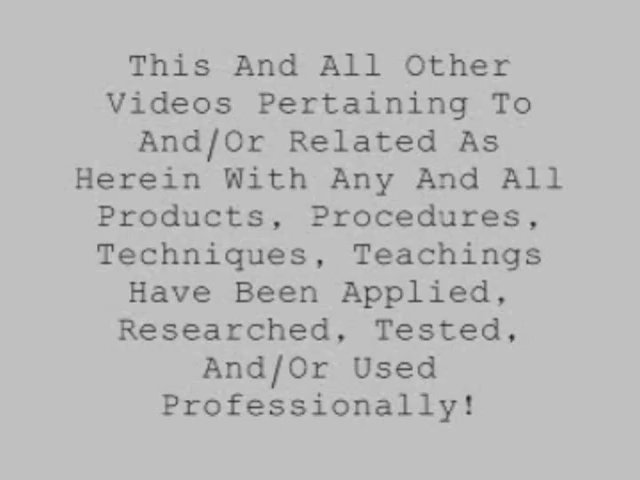 This And All Other
Videos Pertaining To
And/Or Related As
Herein With Any And All
Products, Procedures,
Techniques, Teachings
Have Been Applied,
Researched, Tested,
And/Or Used
Professionally!